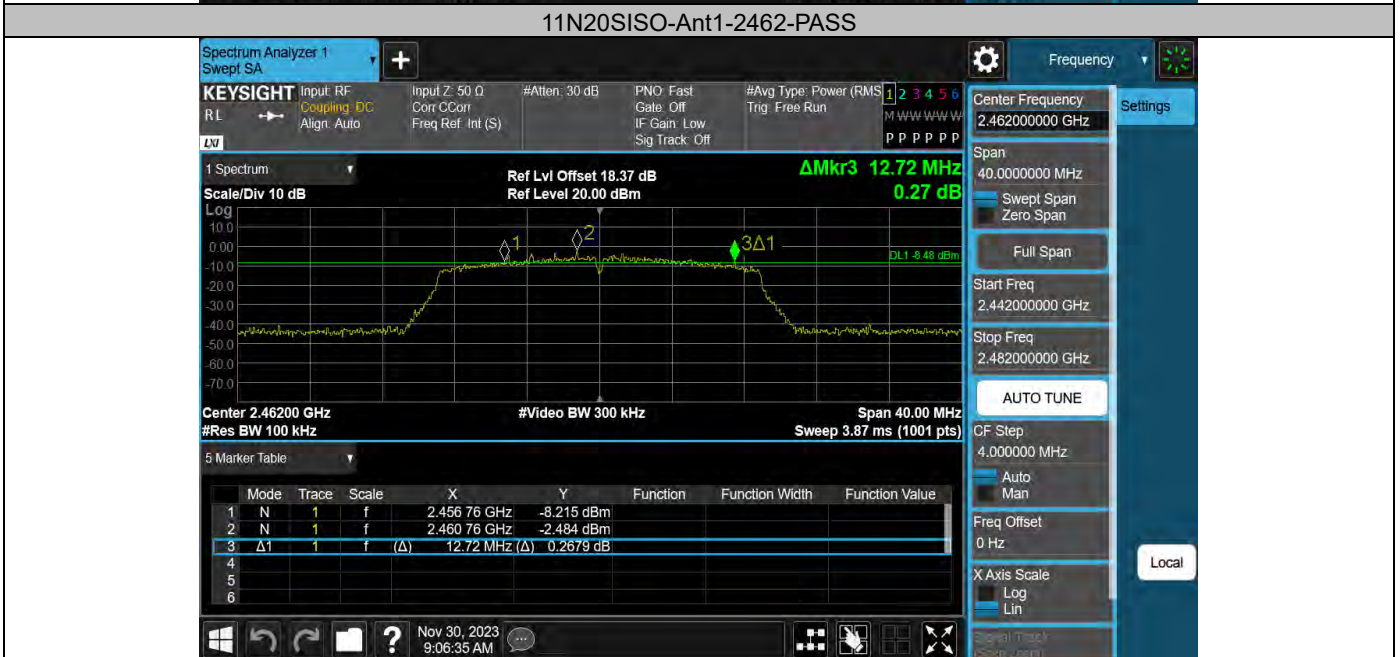 11N20SISO-Ant1-2462-PASS
Spectrum Analyzer 1
Swept SA
+
Frequency
KEYSIGHT
RL
LXI
Input: RF
Coupling: DC
Align: Auto
Input Z: 50 Ω
Corr CCorr
Freq Ref: Int (S)
#Atten: 30 dB
PNO: Fast
Gate: Off
IF Gain: Low
Sig Track: Off
#Avg Type: Power (RMS
Trig: Free Run
1 2 3 4 5 6
M W W W W W
P P P P P P
Center Frequency
2.462000000 GHz
Settings
1 Spectrum
Scale/Div 10 dB
Ref Lvl Offset 18.37 dB
Ref Level 20.00 dBm
ΔMkr3 12.72 MHz
0.27 dB
Span
40.0000000 MHz
Swept Span
Zero Span
Full Span
Log
10.0
0.00
-10.0
-20.0
-30.0
-40.0
-50.0
-60.0
-70.0
1
2
3Δ1
DL1 -8.48 dBm
Start Freq
2.442000000 GHz
Stop Freq
2.482000000 GHz
AUTO TUNE
Center 2.46200 GHz
#Video BW 300 kHz
Span 40.00 MHz
#Res BW 100 kHz
Sweep 3.87 ms (1001 pts)
CF Step
4.000000 MHz
Auto
Man
5 Marker Table
Mode Trace Scale X Y Function Function Width Function Value
1 N 1 f 2.456 76 GHz -8.215 dBm
2 N 1 f 2.460 76 GHz -2.484 dBm
3 Δ1 1 f (Δ) 12.72 MHz (Δ) 0.2679 dB
4
5
6
Freq Offset
0 Hz
Local
X Axis Scale
Log
Lin
Signal Track
(Span Zoom)
?
Nov 30, 2023
9:06:35 AM